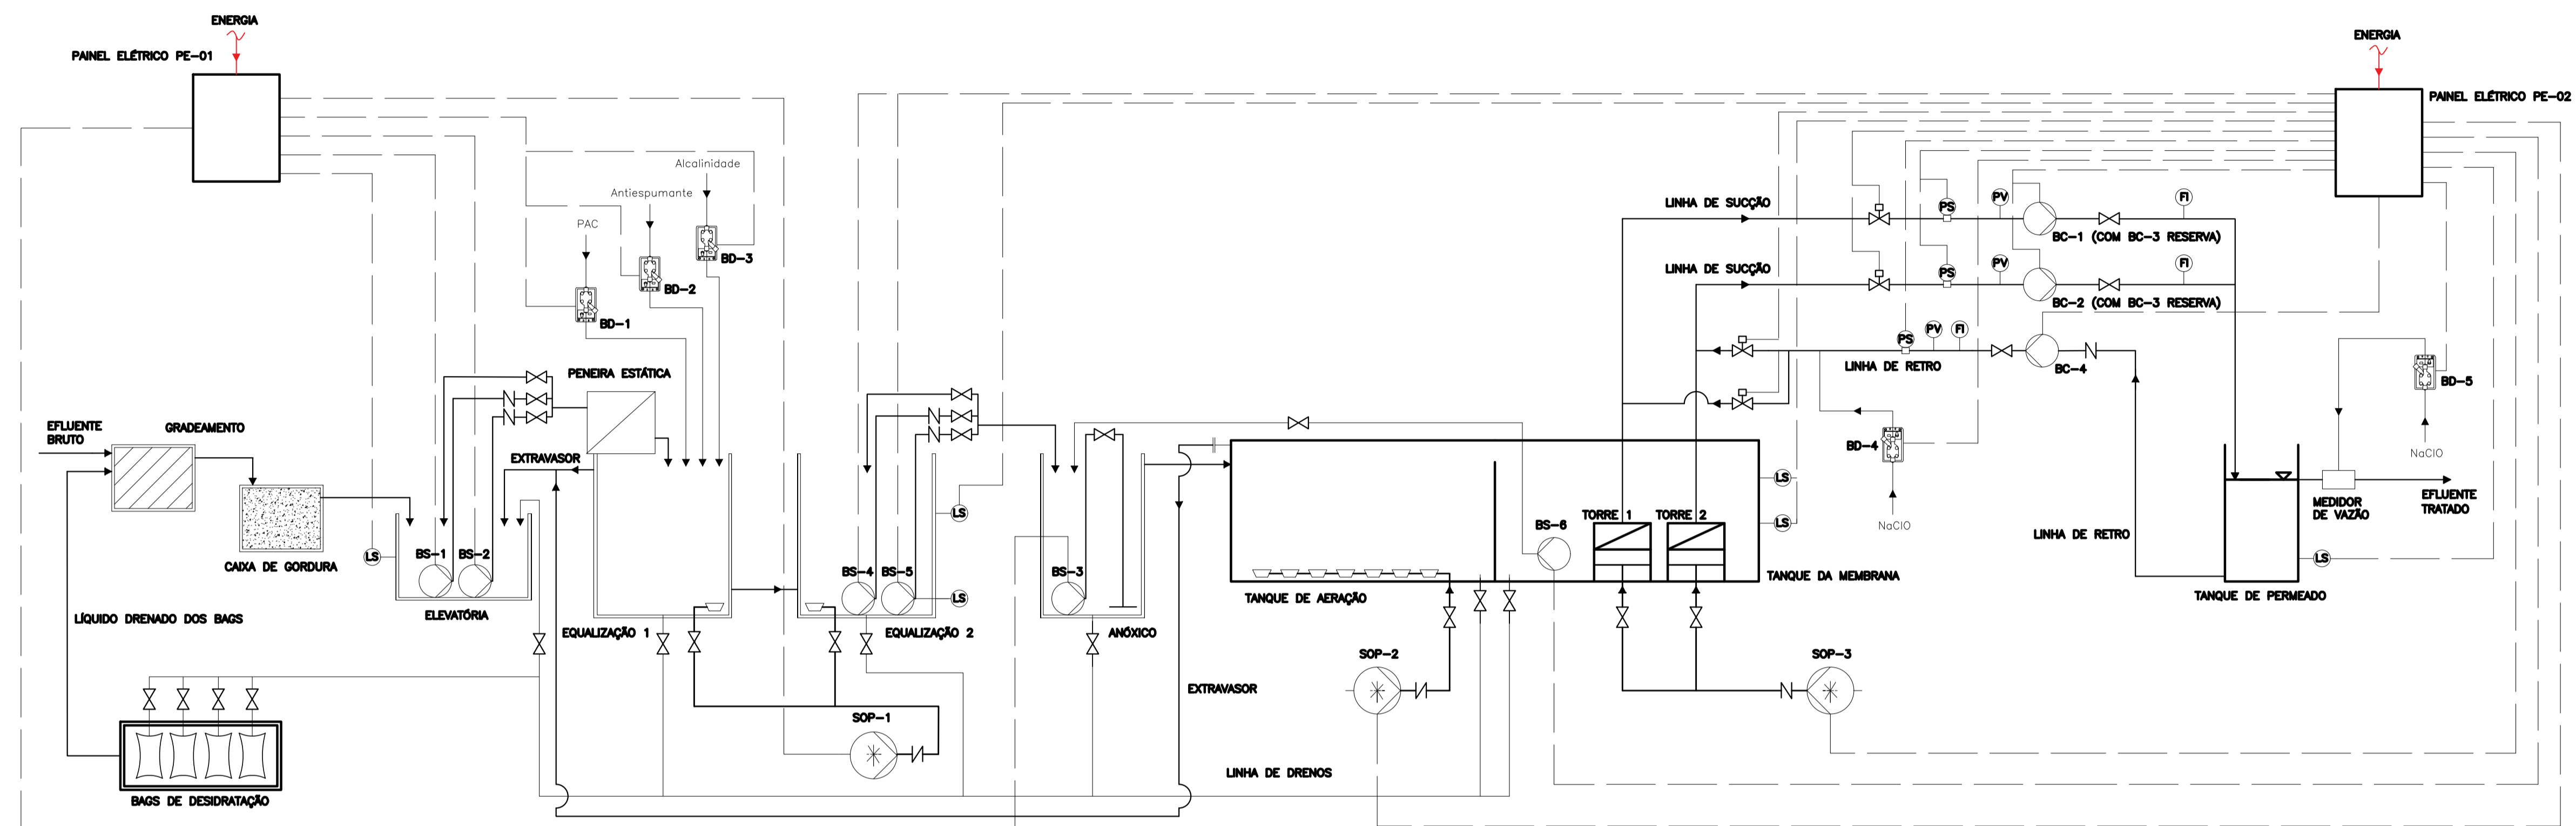 ENERGIA
PAINEL ELÉTRICO PE-01
ENERGIA
PAINEL ELÉTRICO PE-02
Alcalinidade
Antiespumante
PAC
BD-3
BD-2
BD-1
LINHA DE SUCÇÃO
PS
PV
FI
BC-1 (COM BC-3 RESERVA)
LINHA DE SUCÇÃO
PS
PV
FI
BC-2 (COM BC-3 RESERVA)
PS
PV
FI
LINHA DE RETRO
BC-4
BD-5
NaClO
BD-4
NaClO
PENEIRA ESTÁTICA
EFLUENTE
BRUTO
GRADEAMENTO
EXTRAVASOR
CAIXA DE GORDURA
LS
BS-1
BS-2
ELEVATÓRIA
LÍQUIDO DRENADO DOS BAGS
EQUALIZAÇÃO 1
BS-4
BS-5
LS
LS
EQUALIZAÇÃO 2
BS-3
ANÓXICO
BS-6
TORRE 1
TORRE 2
LS
LS
TANQUE DE AERAÇÃO
TANQUE DA MEMBRANA
LINHA DE RETRO
MEDIDOR
DE VAZÃO
EFLUENTE
TRATADO
LS
TANQUE DE PERMEADO
SOP-1
SOP-2
SOP-3
EXTRAVASOR
LINHA DE DRENOS
BAGS DE DESIDRATAÇÃO